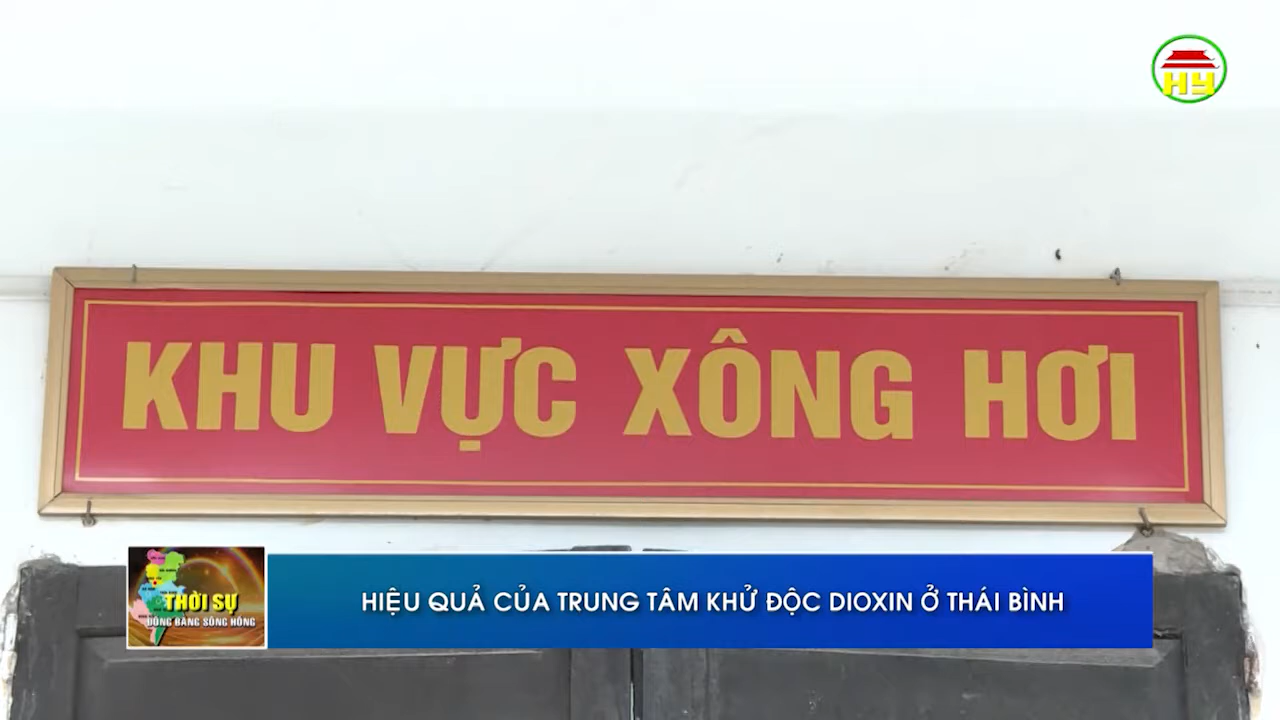 HY
KHU VỰC XÔNG HƠI
THỜI SỰ
ĐỒNG BẰNG SÔNG HỒNG
HIỆU QUẢ CỦA TRUNG TÂM KHỬ ĐỘC DIOXIN Ở THÁI BÌNH